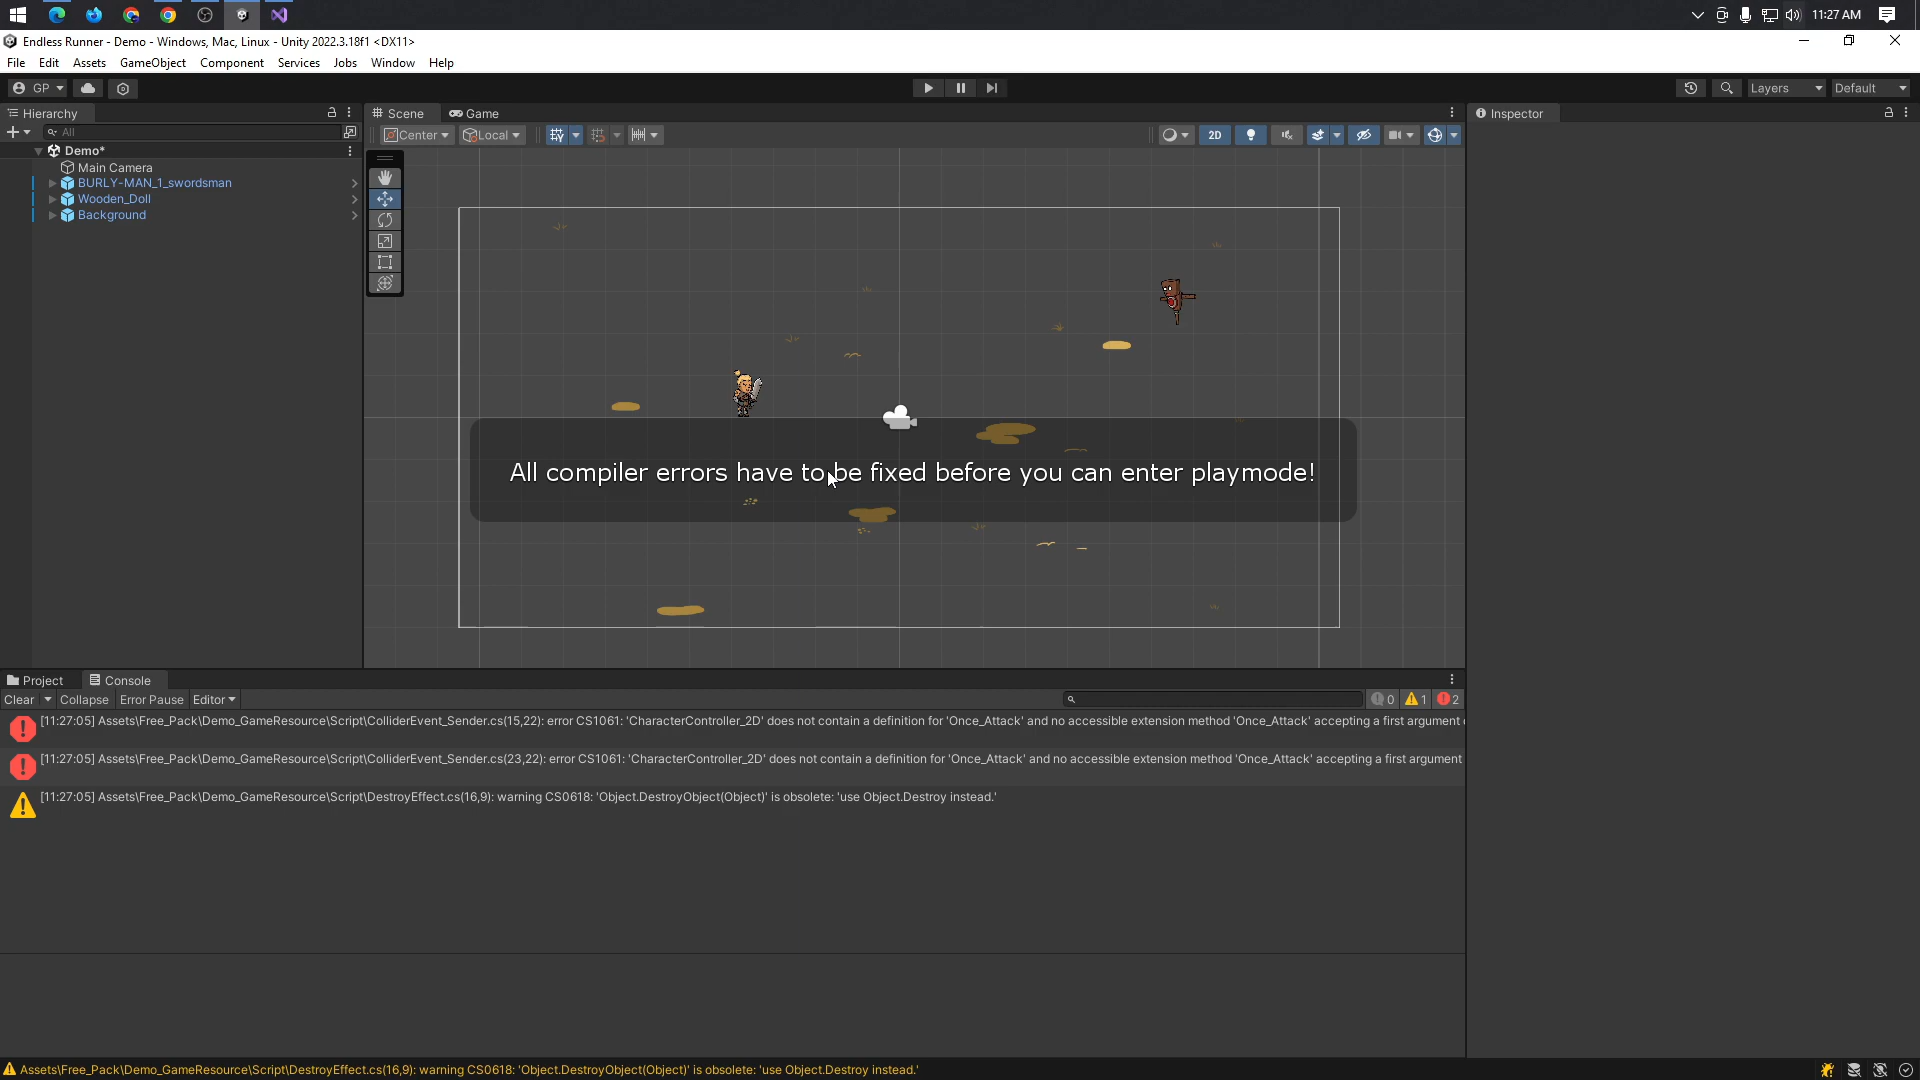 11:27 AM
Endless Runner - Demo - Windows, Mac, Linux - Unity 2022.3.18f1 <DX11>
File Edit Assets GameObject Component Services Jobs Window Help
GP Layers Default
Hierarchy Scene Game Inspector
All Center Local 2D
Demo*
Main Camera
BURLY-MAN_1_swordsman
Wooden_Doll
Background
All compiler errors have to be fixed before you can enter playmode!
Project Console
Clear Collapse Error Pause Editor 0 1 2
[11:27:05] Assets\Free_Pack\Demo_GameResource\Script\ColliderEvent_Sender.cs(15,22): error CS1061: 'CharacterController_2D' does not contain a definition for 'Once_Attack' and no accessible extension method 'Once_Attack' accepting a first argument
[11:27:05] Assets\Free_Pack\Demo_GameResource\Script\ColliderEvent_Sender.cs(23,22): error CS1061: 'CharacterController_2D' does not contain a definition for 'Once_Attack' and no accessible extension method 'Once_Attack' accepting a first argument
[11:27:05] Assets\Free_Pack\Demo_GameResource\Script\DestroyEffect.cs(16,9): warning CS0618: 'Object.DestroyObject(Object)' is obsolete: 'use Object.Destroy instead.'
Assets\Free_Pack\Demo_GameResource\Script\DestroyEffect.cs(16,9): warning CS0618: 'Object.DestroyObject(Object)' is obsolete: 'use Object.Destroy instead.'